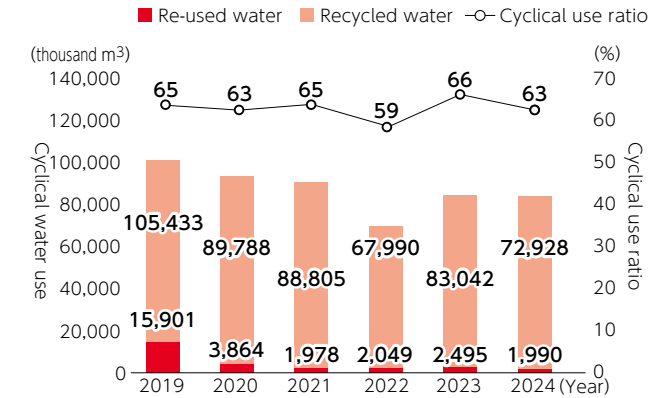 Re-used water Recycled water Cyclical use ratio
(thousand m3) (%)
140,000 70
120,000 60
100,000 50
80,000 40
60,000 30
40,000 20
20,000 10
0 0
Cyclical water use
Cyclical use ratio
65 63 65 59 66 63
105,433 89,788 88,805 67,990 83,042 72,928
15,901 3,864 1,978 2,049 2,495 1,990
2019 2020 2021 2022 2023 2024 (Year)